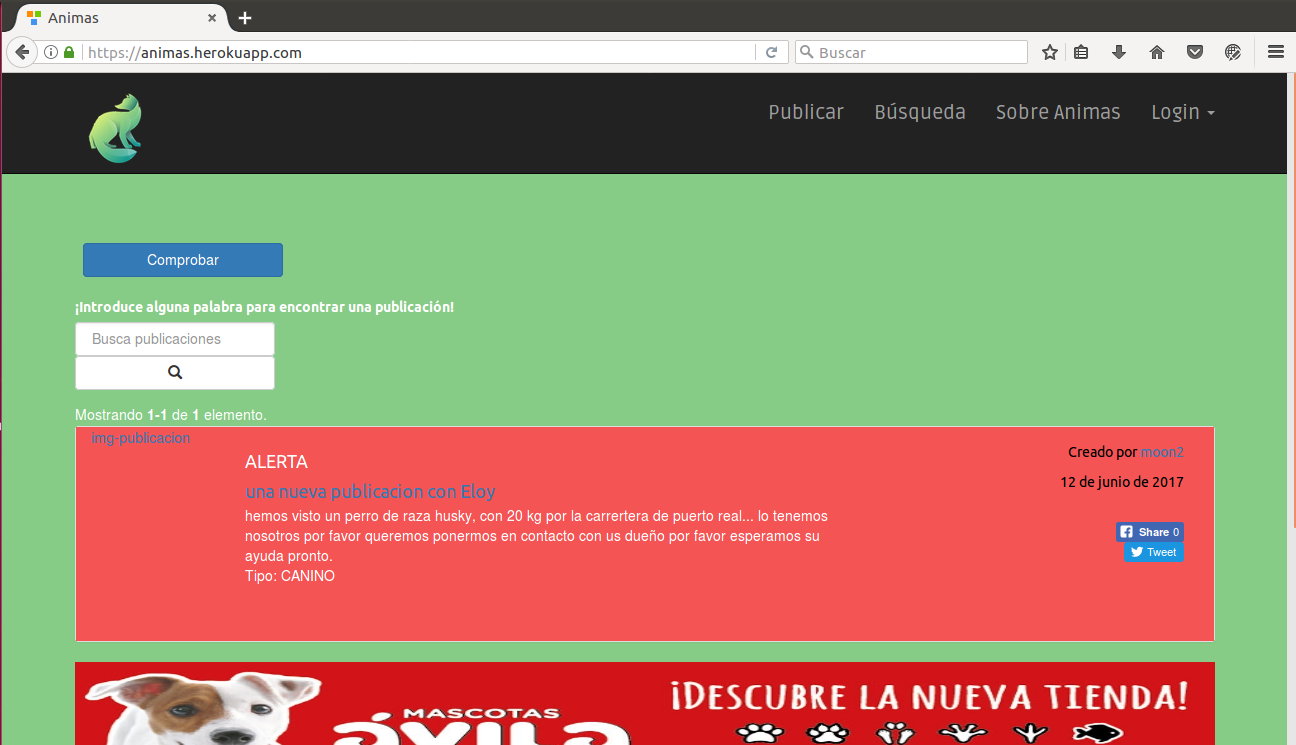 Animas
https://animas.herokuapp.com
Buscar
Publicar
Búsqueda
Sobre Animas
Login
Comprobar
¡Introduce alguna palabra para encontrar una publicación!
Busca publicaciones
Mostrando 1-1 de 1 elemento.
img-publicacion
ALERTA
una nueva publicacion con Eloy
hemos visto un perro de raza husky, con 20 kg por la carrertera de puerto real... lo tenemos
nosotros por favor queremos ponermos en contacto con us dueño por favor esperamos su
ayuda pronto.
Tipo: CANINO
Creado por moon2
12 de junio de 2017
Share 0
Tweet
MASCOTAS
ávila
¡DESCUBRE LA NUEVA TIENDA!